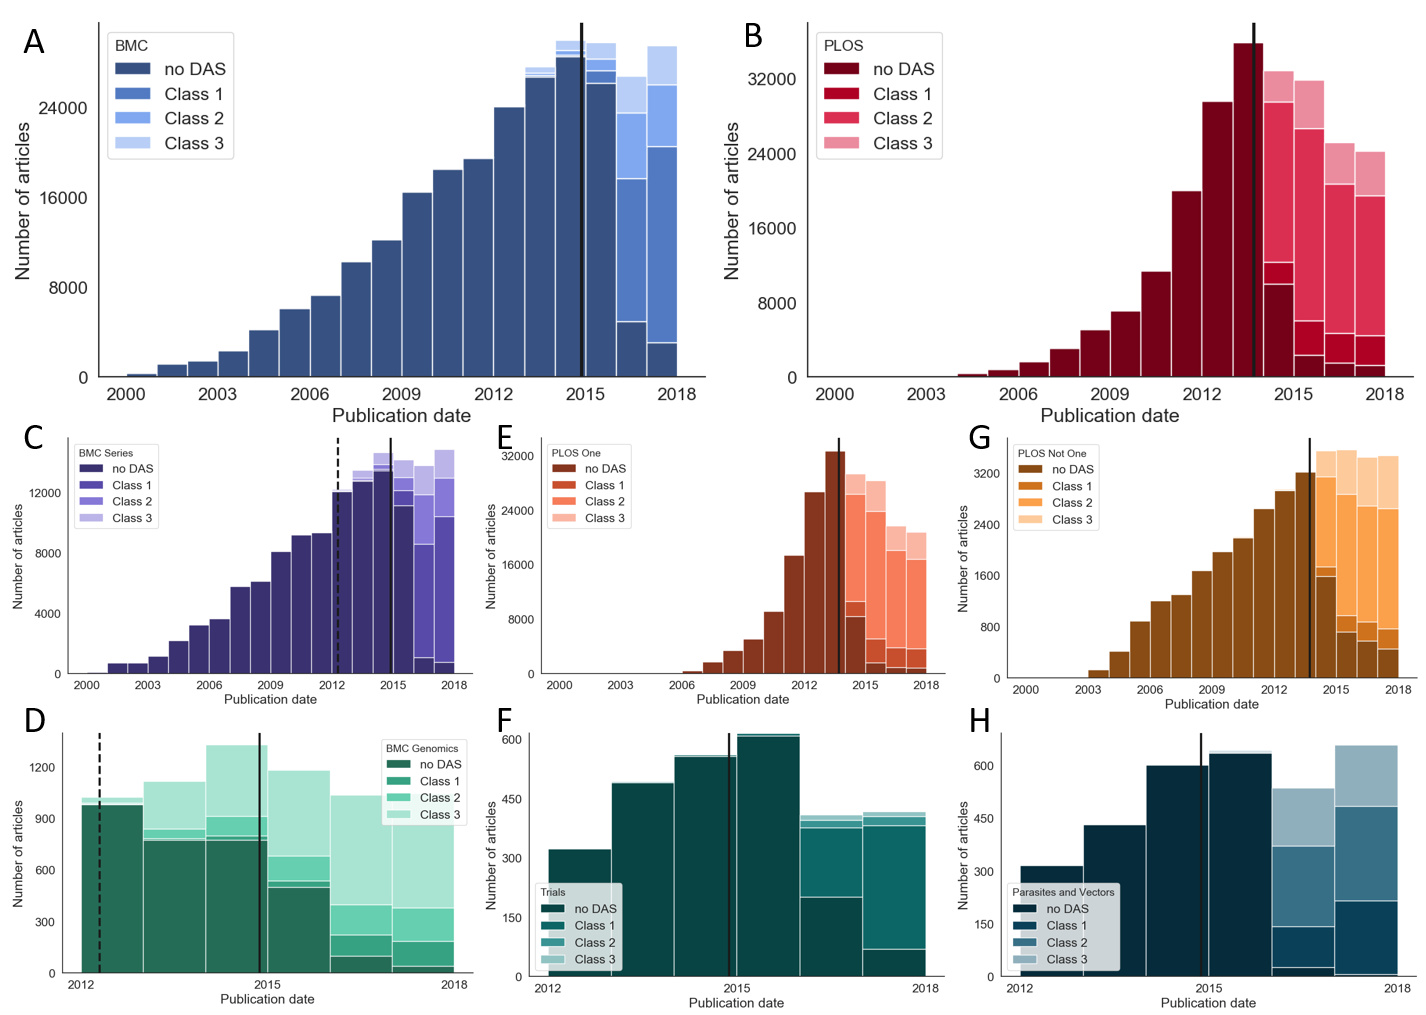 A
BMC
no DAS
Class 1
Class 2
Class 3
Number of articles
24000
16000
8000
0
2000 2003 2006 2009 2012 2015 2018
Publication date
B
PLOS
no DAS
Class 1
Class 2
Class 3
Number of articles
32000
24000
16000
8000
0
2000 2003 2006 2009 2012 2015 2018
Publication date
C
BMC Series
no DAS
Class 1
Class 2
Class 3
Number of articles
12000
8000
4000
0
2000 2003 2006 2009 2012 2015 2018
Publication date
E
PLOS One
no DAS
Class 1
Class 2
Class 3
Number of articles
32000
24000
16000
8000
0
2000 2003 2006 2009 2012 2015 2018
Publication date
G
PLOS Not One
no DAS
Class 1
Class 2
Class 3
Number of articles
3200
2400
1600
800
0
2000 2003 2006 2009 2012 2015 2018
Publication date
D
BMC Genomics
no DAS
Class 1
Class 2
Class 3
Number of articles
1200
900
600
300
0
2012 2015 2018
Publication date
F
Trials
no DAS
Class 1
Class 2
Class 3
Number of articles
600
450
300
150
0
2012 2015 2018
Publication date
H
Parasites and Vectors
no DAS
Class 1
Class 2
Class 3
Number of articles
600
450
300
150
0
2012 2015 2018
Publication date